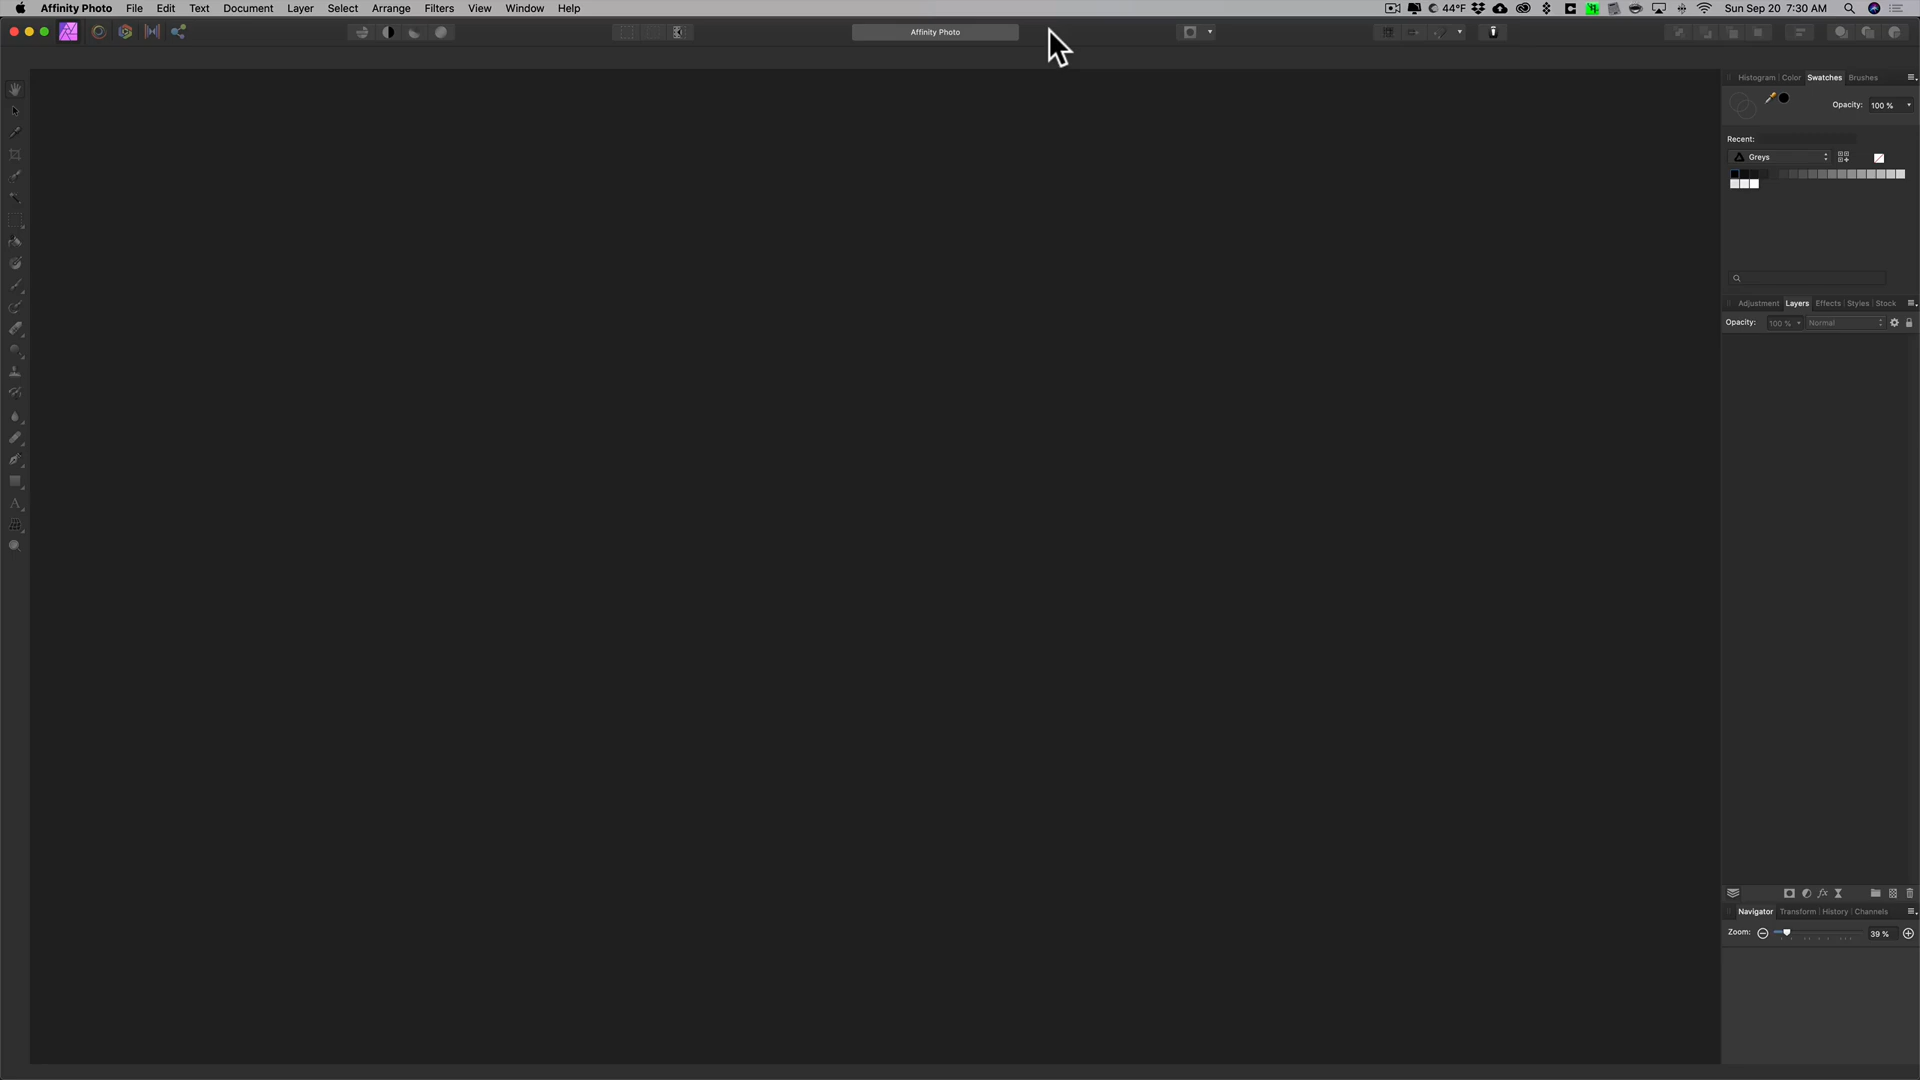 Affinity Photo File Edit Text Document Layer Select Arrange Filters View Window Help 44°F Sun Sep 20 7:30 AM
Affinity Photo
Histogram Color Swatches Brushes
Opacity: 100 %
Recent:
Greys
Adjustment Layers Effects Styles Stock
Opacity: 100 % Normal
fx
Navigator Transform History Channels
Zoom: 39 %